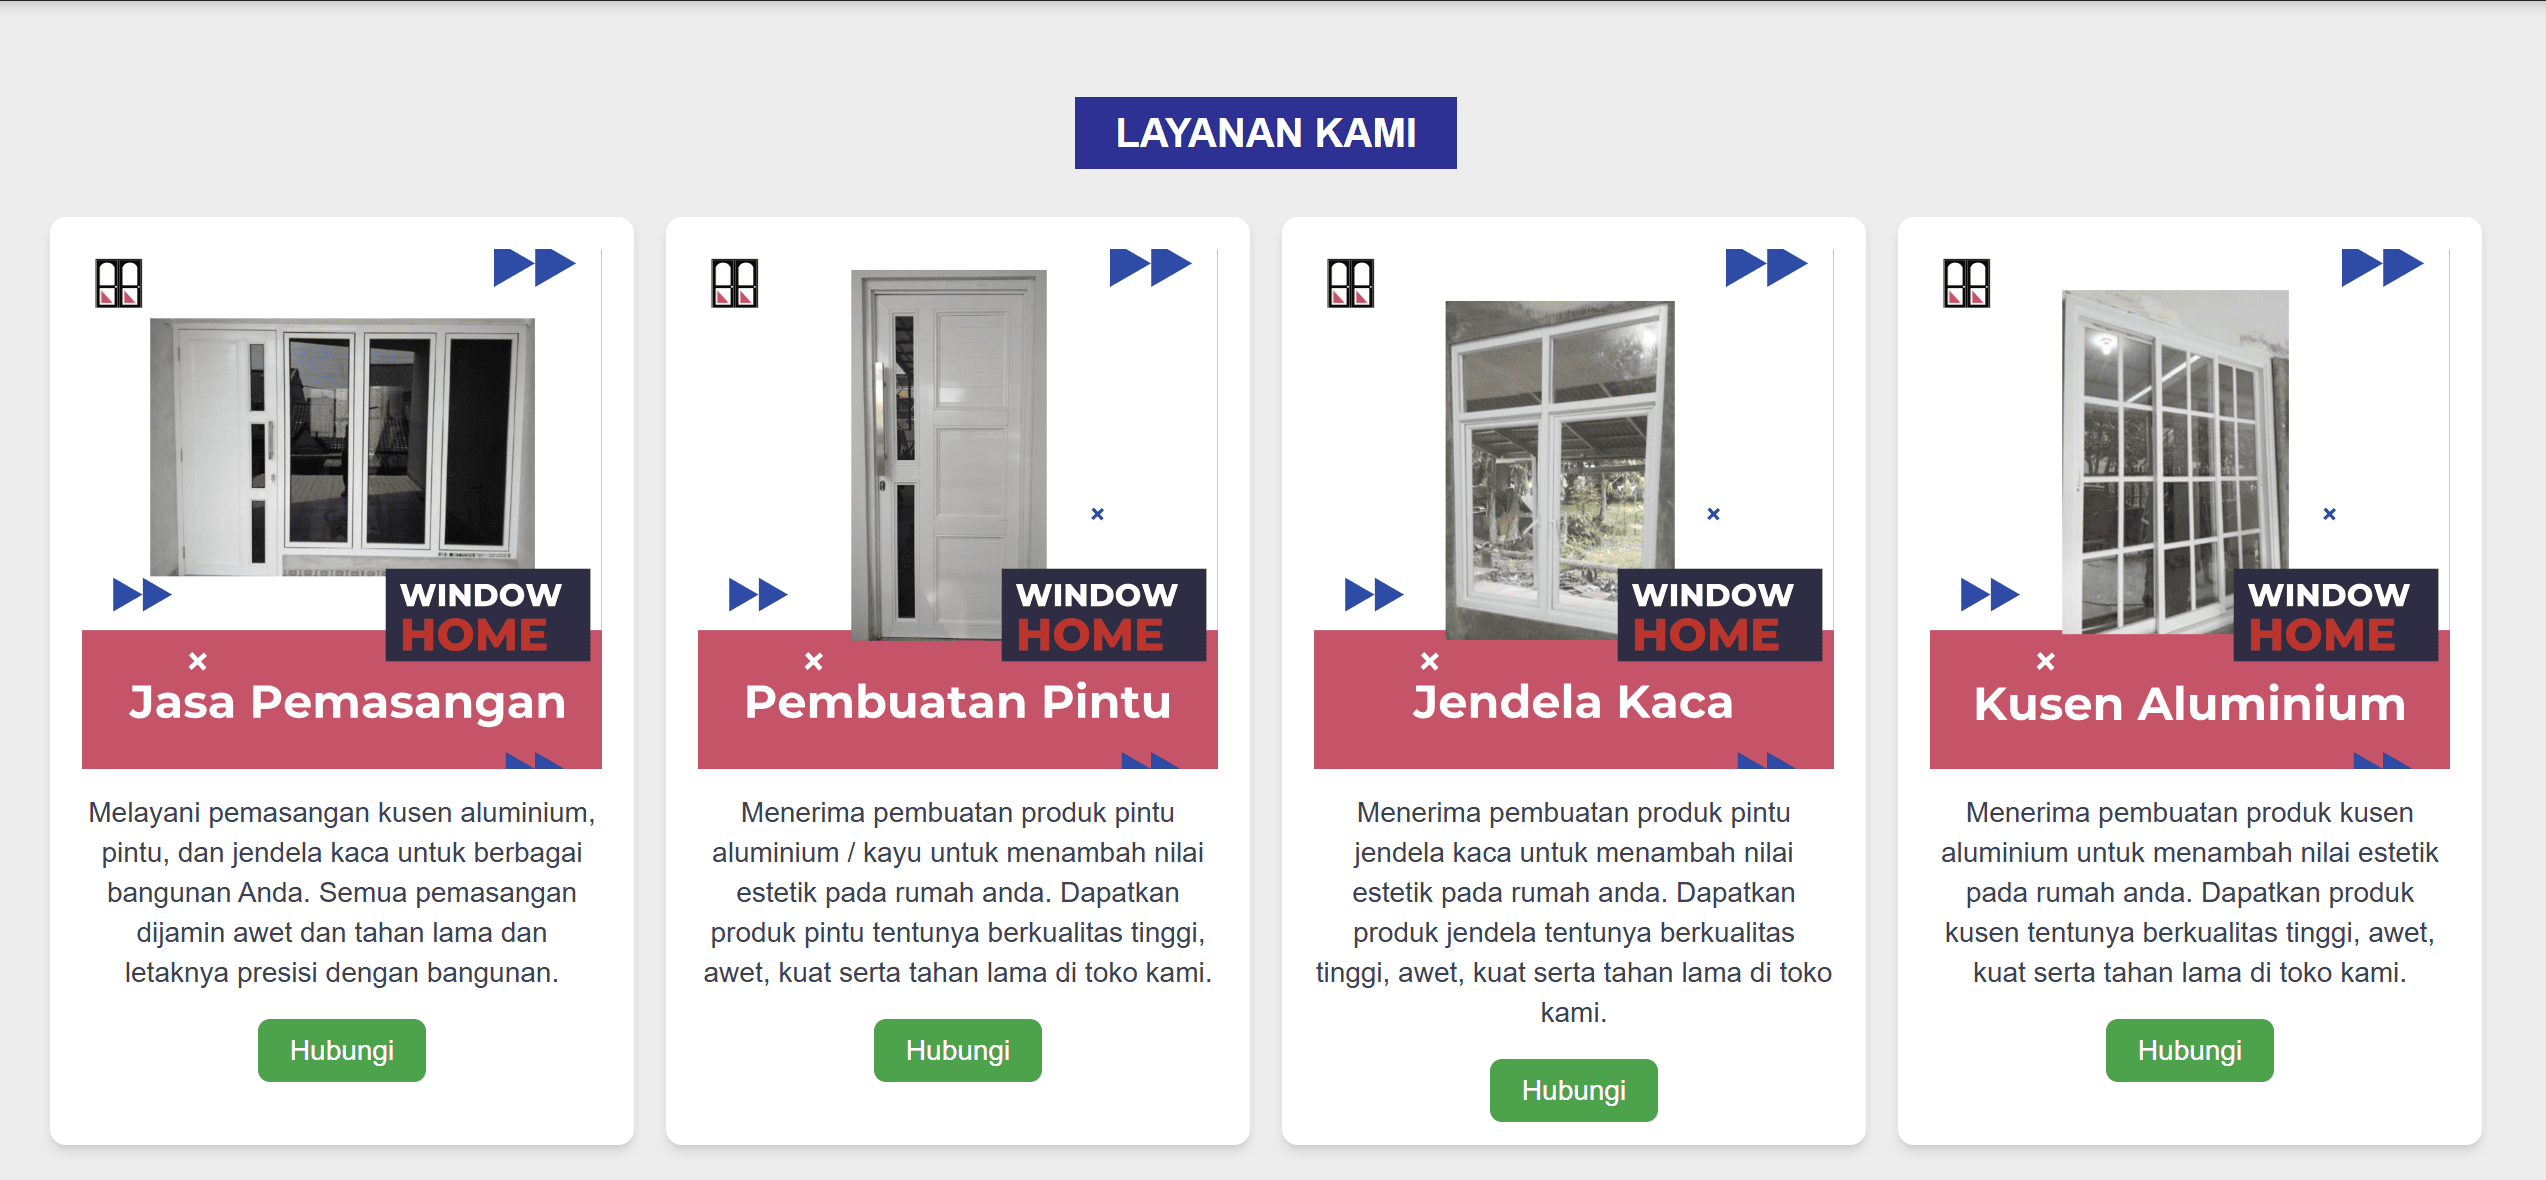 LAYANAN KAMI
WINDOW
HOME
Jasa Pemasangan
Melayani pemasangan kusen aluminium,
pintu, dan jendela kaca untuk berbagai
bangunan Anda. Semua pemasangan
dijamin awet dan tahan lama dan
letaknya presisi dengan bangunan.
Hubungi
WINDOW
HOME
Pembuatan Pintu
Menerima pembuatan produk pintu
aluminium / kayu untuk menambah nilai
estetik pada rumah anda. Dapatkan
produk pintu tentunya berkualitas tinggi,
awet, kuat serta tahan lama di toko kami.
Hubungi
WINDOW
HOME
Jendela Kaca
Menerima pembuatan produk pintu
jendela kaca untuk menambah nilai
estetik pada rumah anda. Dapatkan
produk jendela tentunya berkualitas
tinggi, awet, kuat serta tahan lama di toko
kami.
Hubungi
WINDOW
HOME
Kusen Aluminium
Menerima pembuatan produk kusen
aluminium untuk menambah nilai estetik
pada rumah anda. Dapatkan produk
kusen tentunya berkualitas tinggi, awet,
kuat serta tahan lama di toko kami.
Hubungi